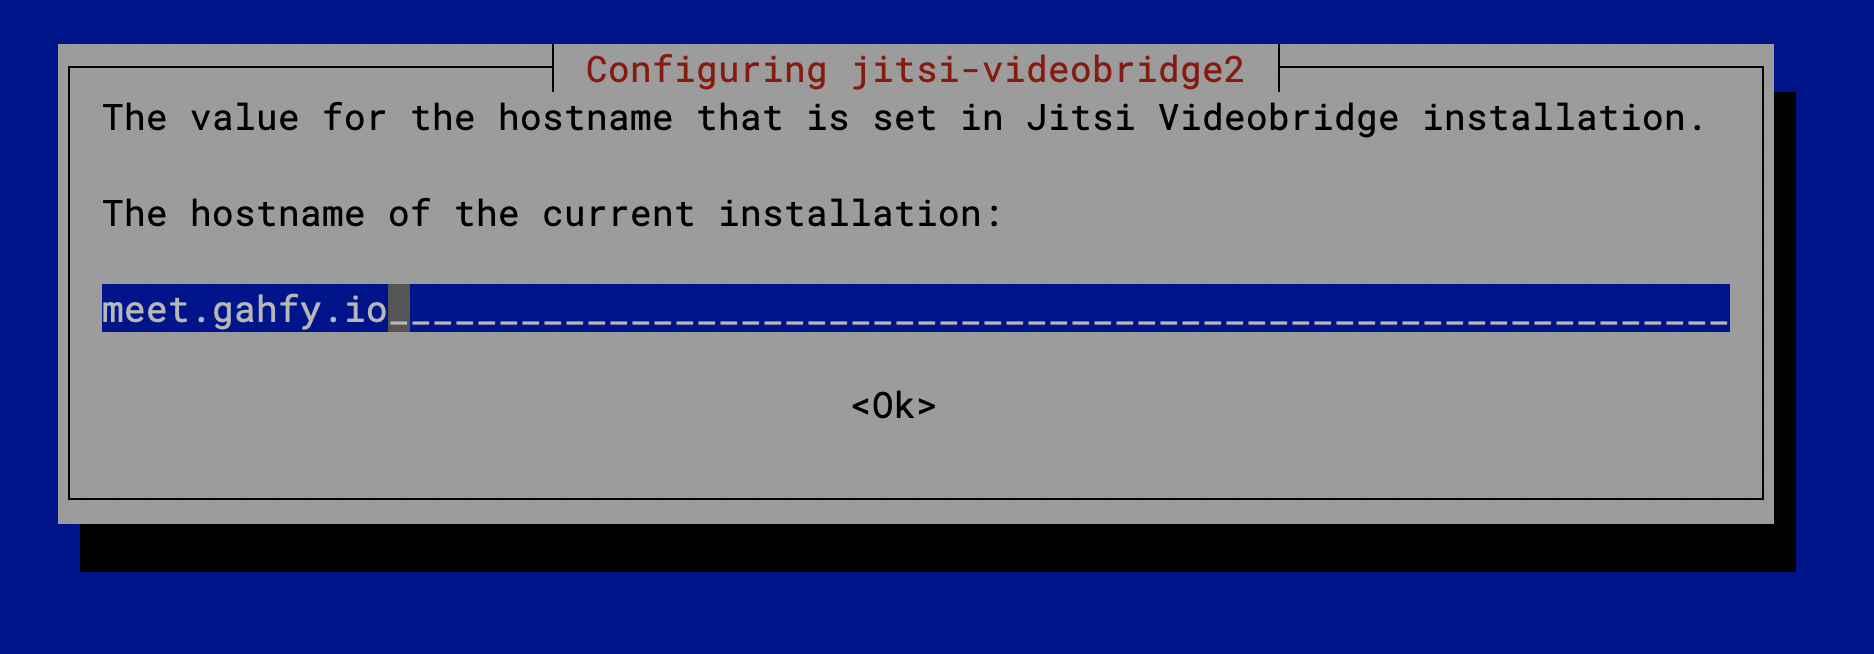 Configuring jitsi-videobridge2
The value for the hostname that is set in Jitsi Videobridge installation.
The hostname of the current installation:
meet.gahfy.io____________________________________________________________
<Ok>